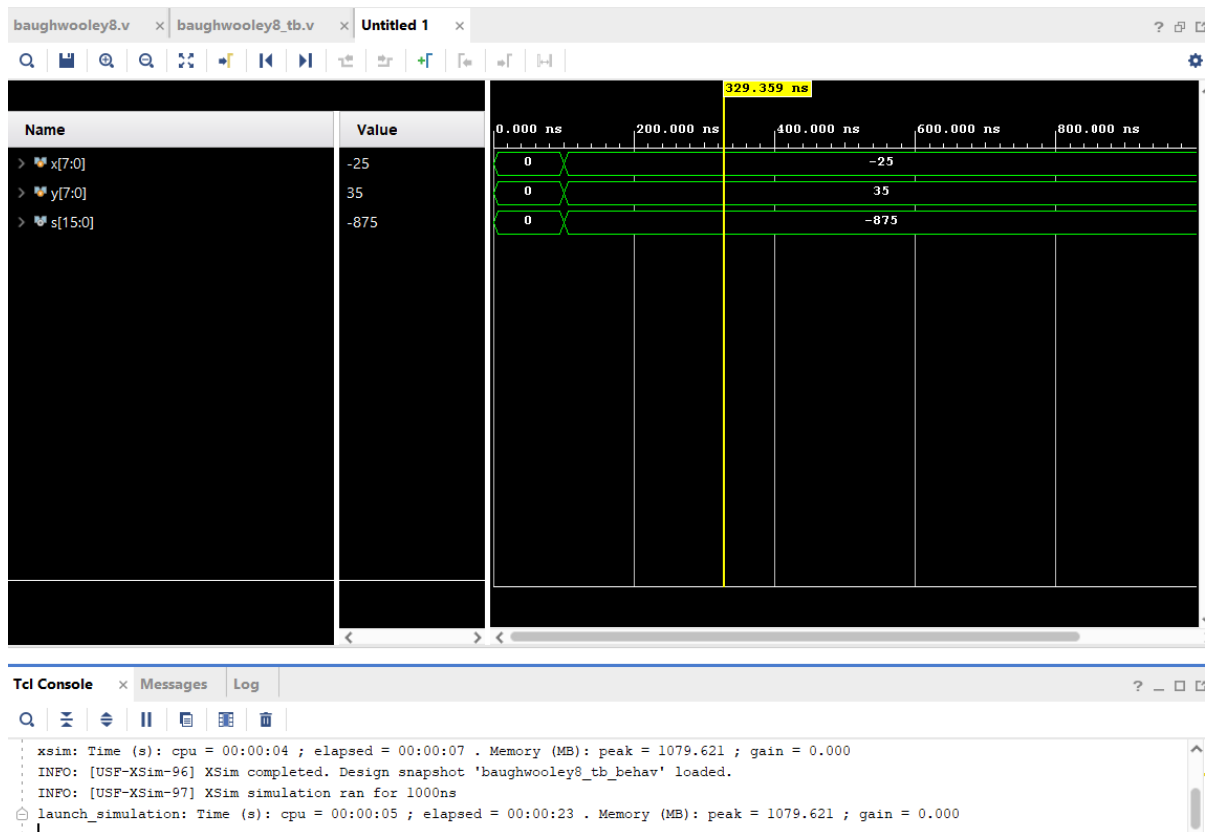 baughwooley8.v × baughwooley8_tb.v × Untitled 1 × ?
329.359 ns
Name Value 0.000 ns 200.000 ns 400.000 ns 600.000 ns 800.000 ns
x[7:0] -25 0 -25
y[7:0] 35 0 35
s[15:0] -875 0 -875
Tcl Console × Messages Log ?
xsim: Time (s): cpu = 00:00:04 ; elapsed = 00:00:07 . Memory (MB): peak = 1079.621 ; gain = 0.000
INFO: [USF-XSim-96] XSim completed. Design snapshot 'baughwooley8_tb_behav' loaded.
INFO: [USF-XSim-97] XSim simulation ran for 1000ns
launch_simulation: Time (s): cpu = 00:00:05 ; elapsed = 00:00:23 . Memory (MB): peak = 1079.621 ; gain = 0.000